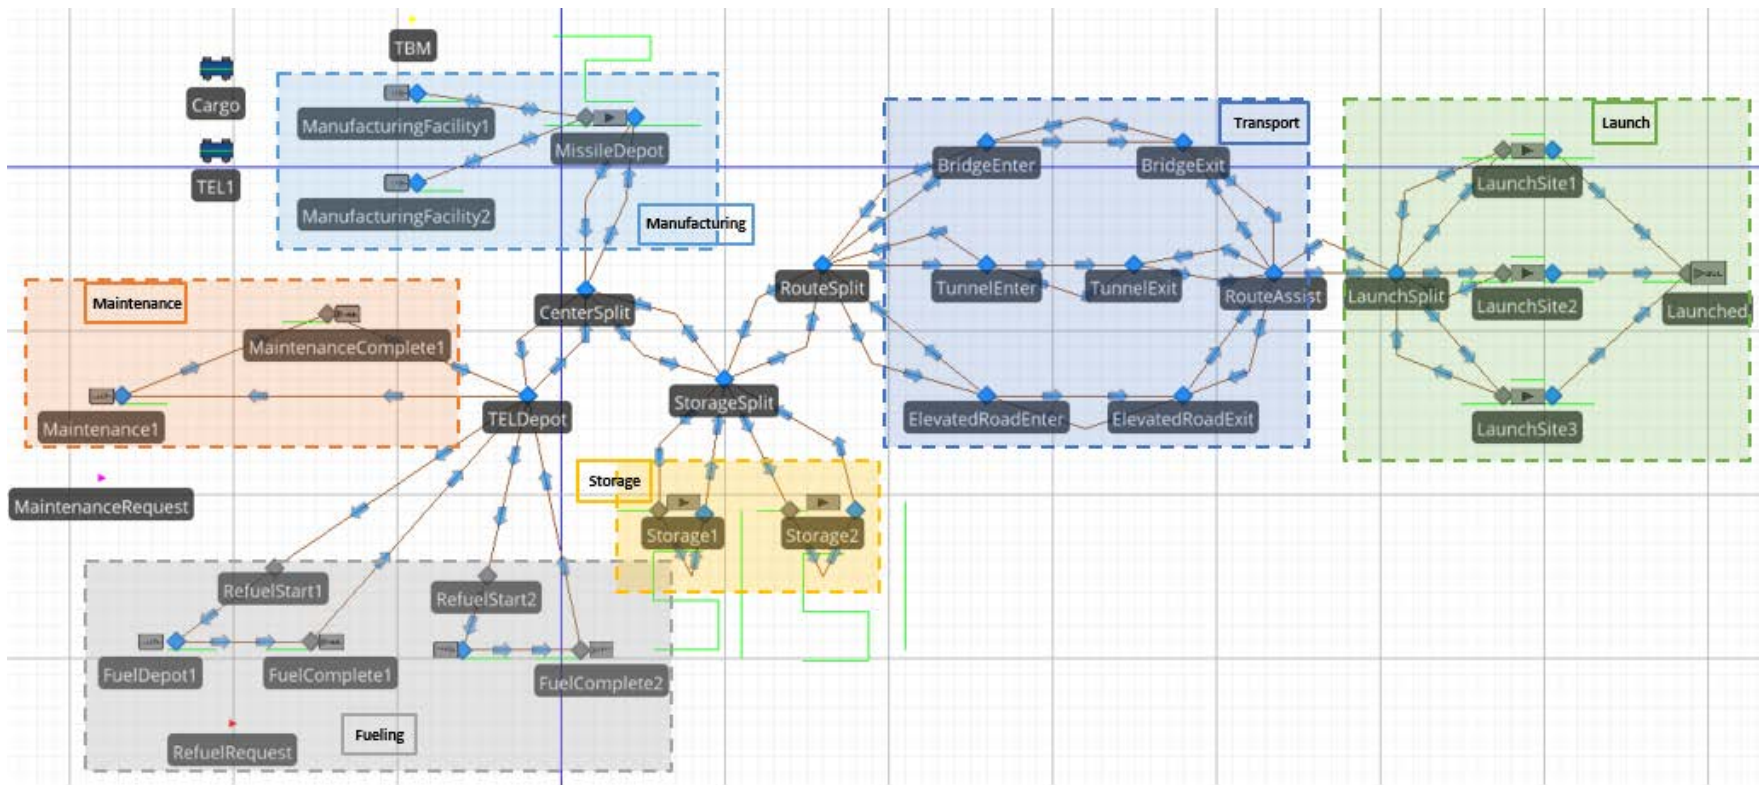 TBM
Cargo
TEL1
ManufacturingFacility1
MissileDepot
ManufacturingFacility2
Manufacturing
Transport
BridgeEnter
BridgeExit
Launch
LaunchSite1
Maintenance
MaintenanceComplete1
CenterSplit
RouteSplit
TunnelEnter
TunnelExit
RouteAssist
LaunchSplit
LaunchSite2
Launched
Maintenance1
TELDepot
StorageSplit
ElevatedRoadEnter
ElevatedRoadExit
LaunchSite3
MaintenanceRequest
Storage
Storage1
Storage2
RefuelStart1
RefuelStart2
FuelDepot1
FuelComplete1
FuelComplete2
RefuelRequest
Fueling